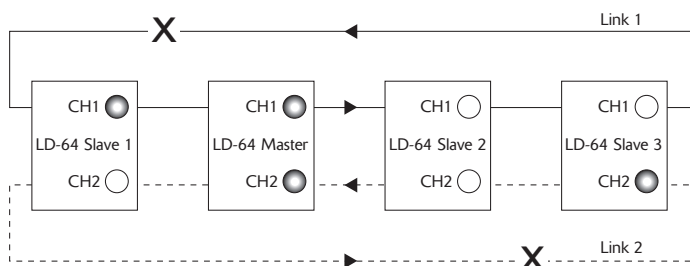 X Link 1
CH1 CH1 CH1 CH1
LD-64 Slave 1 LD-64 Master LD-64 Slave 2 LD-64 Slave 3
CH2 CH2 CH2 CH2
X Link 2